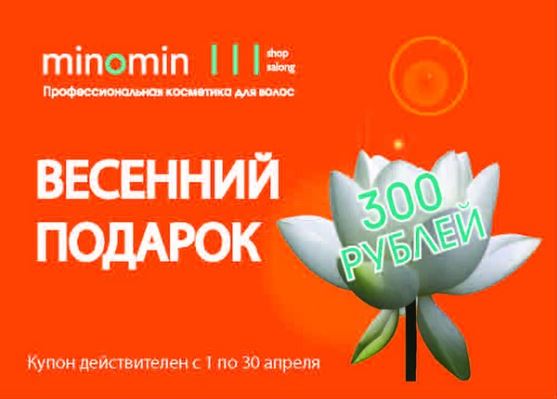 minomin
shop
salong
Профессиональная косметика для волос
ВЕСЕННИЙ
ПОДАРОК
300
РУБЛЕЙ
Купон действителен с 1 по 30 апреля